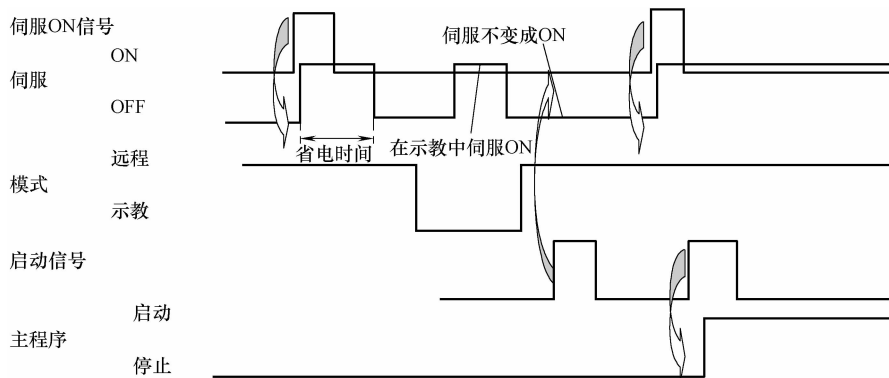 伺服ON信号
伺服不变成ON
ON
伺服
OFF
省电时间
在示教中伺服ON
远程
模式
示教
启动信号
启动
主程序
停止